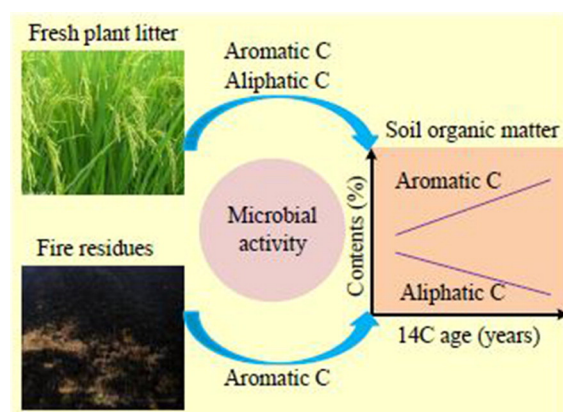 Fresh plant litter
Aromatic C
Aliphatic C
Soil organic matter
Aromatic C
Contents (%)
Microbial
activity
Fire residues
Aliphatic C
14C age (years)
Aromatic C